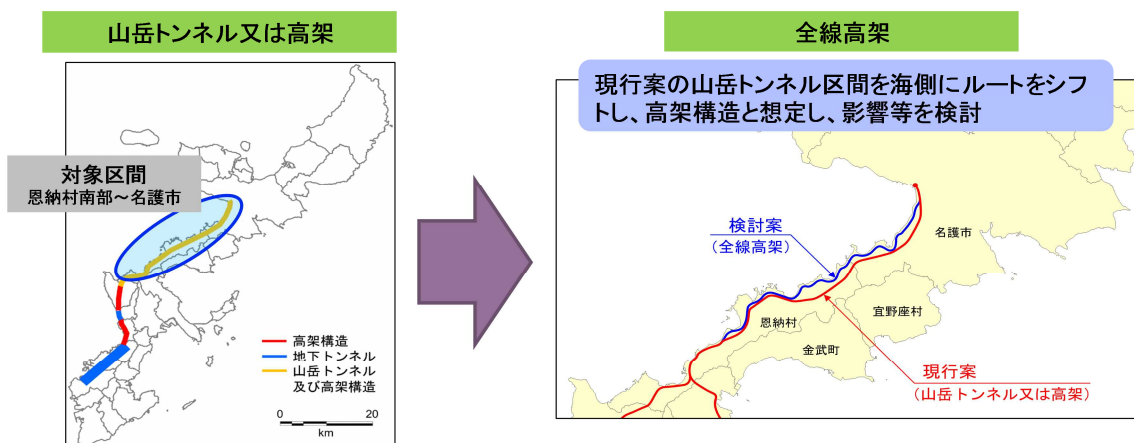 山岳トンネル又は高架
対象区間
恩納村南部～名護市
高架構造
地下トンネル
山岳トンネル
及び高架構造
0 20
km
全線高架
現行案の山岳トンネル区間を海側にルートをシフ
トし、高架構造と想定し、影響等を検討
検討案
(全線高架)
名護市
宜野座村
恩納村
金武町
現行案
(山岳トンネル又は高架)